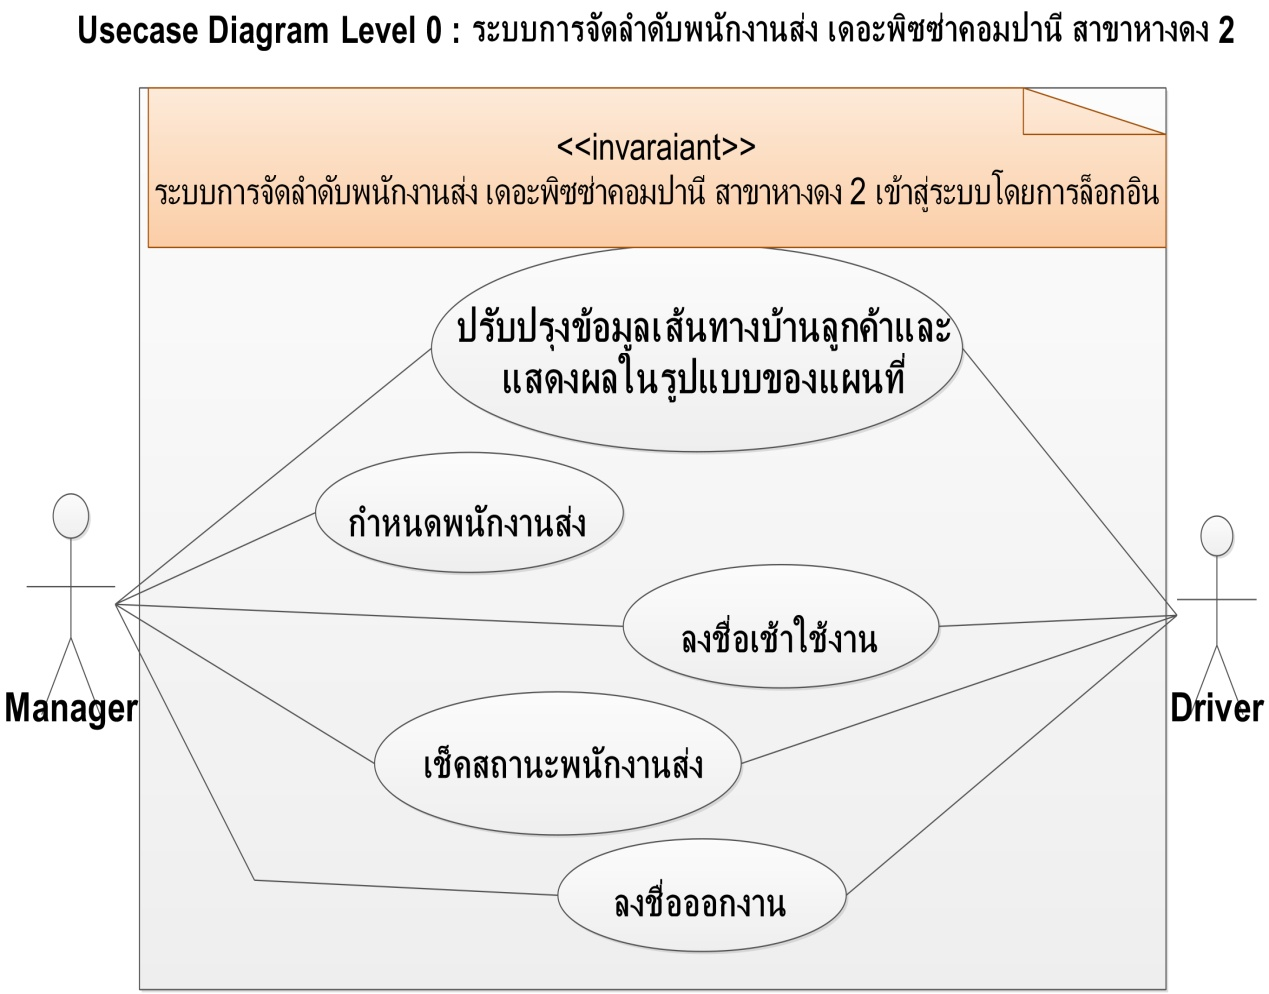 Usecase Diagram Level 0 : ระบบการจัดลำดับพนักงานส่ง เดอะพิซซ่าคอมปานี สาขาหางดง 2
<<invaraiant>>
ระบบการจัดลำดับพนักงานส่ง เดอะพิซซ่าคอมปานี สาขาหางดง 2 เข้าสู่ระบบโดยการล็อกอิน
ปรับปรุงข้อมูลเส้นทางบ้านลูกค้าและ
แสดงผลในรูปแบบของแผนที่
กำหนดพนักงานส่ง
ลงชื่อเช้าใช้งาน
Manager
Driver
เช็คสถานะพนักงานส่ง
ลงชื่อออกงาน